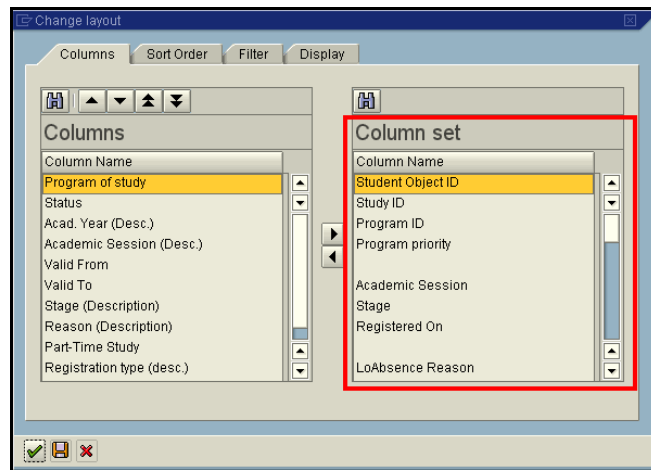 Change layout
Columns
Sort Order
Filter
Display
Columns
Column set
Column Name
Column Name
Program of study
Status
Acad. Year (Desc.)
Academic Session (Desc.)
Valid From
Valid To
Stage (Description)
Reason (Description)
Part-Time Study
Registration type (desc.)
Student Object ID
Study ID
Program ID
Program priority
Academic Session
Stage
Registered On
LoAbsence Reason